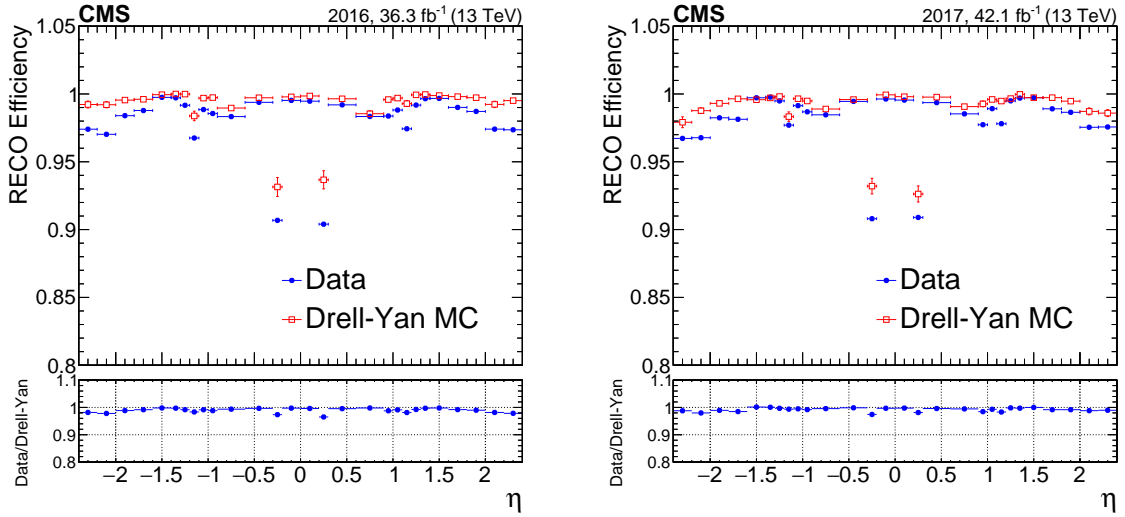 CMS
2016, 36.3 fb⁻¹ (13 TeV)
RECO Efficiency
1.05
1
0.95
0.9
0.85
0.8
Data
Drell-Yan MC
Data/Drell-Yan
1.1
1
0.9
0.8
−2 −1.5 −1 −0.5 0 0.5 1 1.5 2
η
CMS
2017, 42.1 fb⁻¹ (13 TeV)
RECO Efficiency
1.05
1
0.95
0.9
0.85
0.8
Data
Drell-Yan MC
Data/Drell-Yan
1.1
1
0.9
0.8
−2 −1.5 −1 −0.5 0 0.5 1 1.5 2
η